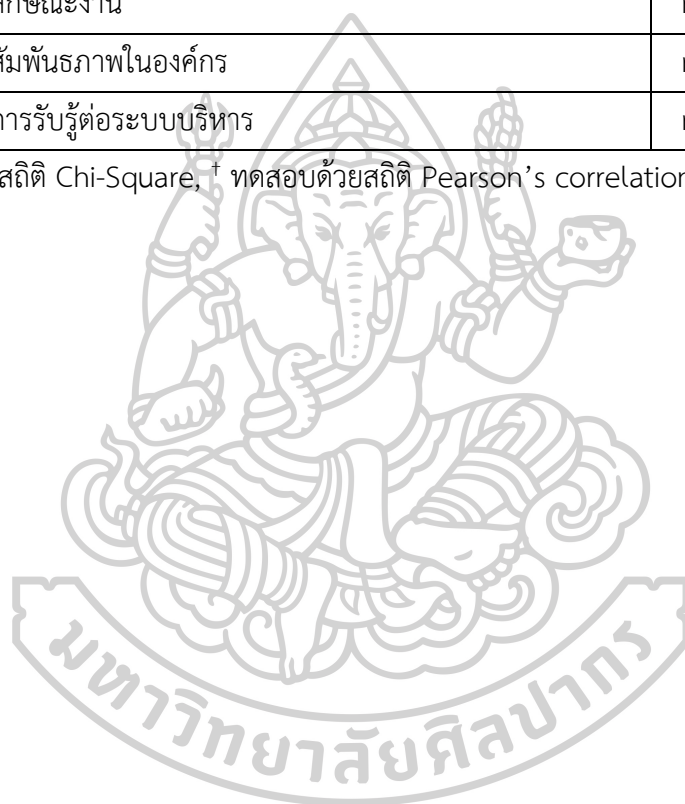 ลักษณะงาน
สัมพันธภาพในองค์กร
การรับรู้ต่อระบบบริหาร
สถิติ Chi-Square, † ทดสอบด้วยสถิติ Pearson’s correlation
มหาวิทยาลัยศิลปากร